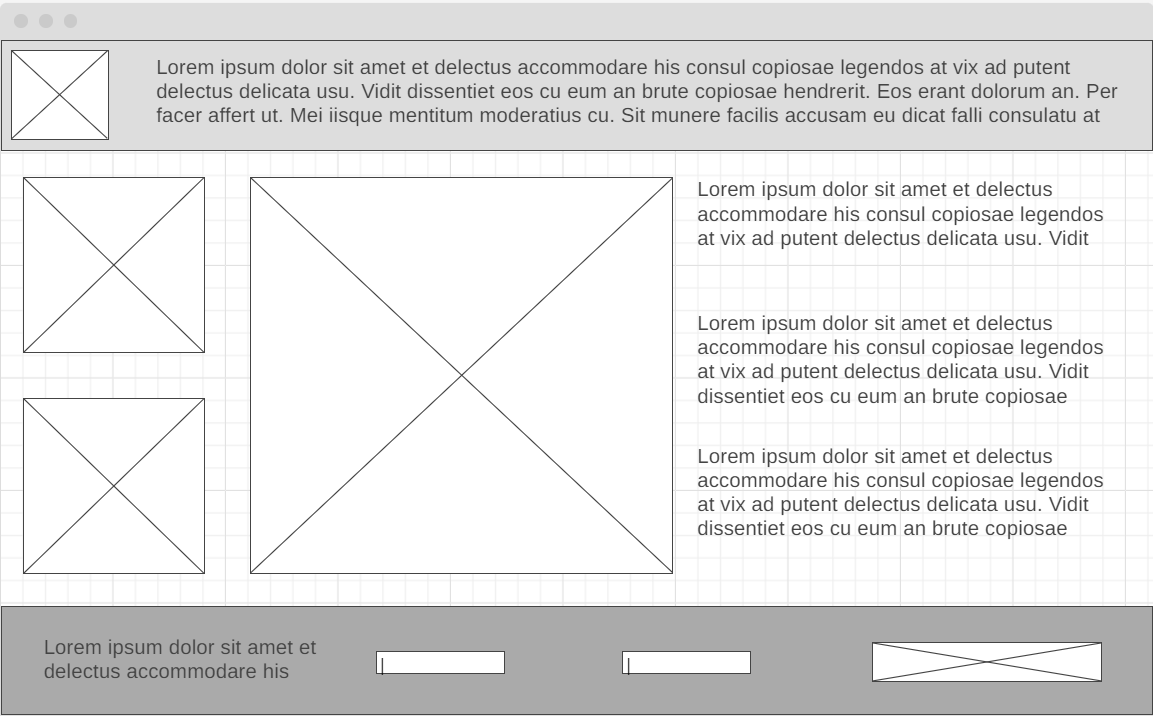 Lorem ipsum dolor sit amet et delectus accommodare his consul copiosae legendos at vix ad putent
delectus delicata usu. Vidit dissentiet eos cu eum an brute copiosae hendrerit. Eos erant dolorum an. Per
facer affert ut. Mei iisque mentitum moderatius cu. Sit munere facilis accusam eu dicat falli consulatu at
Lorem ipsum dolor sit amet et delectus
accommodare his consul copiosae legendos
at vix ad putent delectus delicata usu. Vidit
Lorem ipsum dolor sit amet et delectus
accommodare his consul copiosae legendos
at vix ad putent delectus delicata usu. Vidit
dissentiet eos cu eum an brute copiosae
Lorem ipsum dolor sit amet et delectus
accommodare his consul copiosae legendos
at vix ad putent delectus delicata usu. Vidit
dissentiet eos cu eum an brute copiosae
Lorem ipsum dolor sit amet et
delectus accommodare his